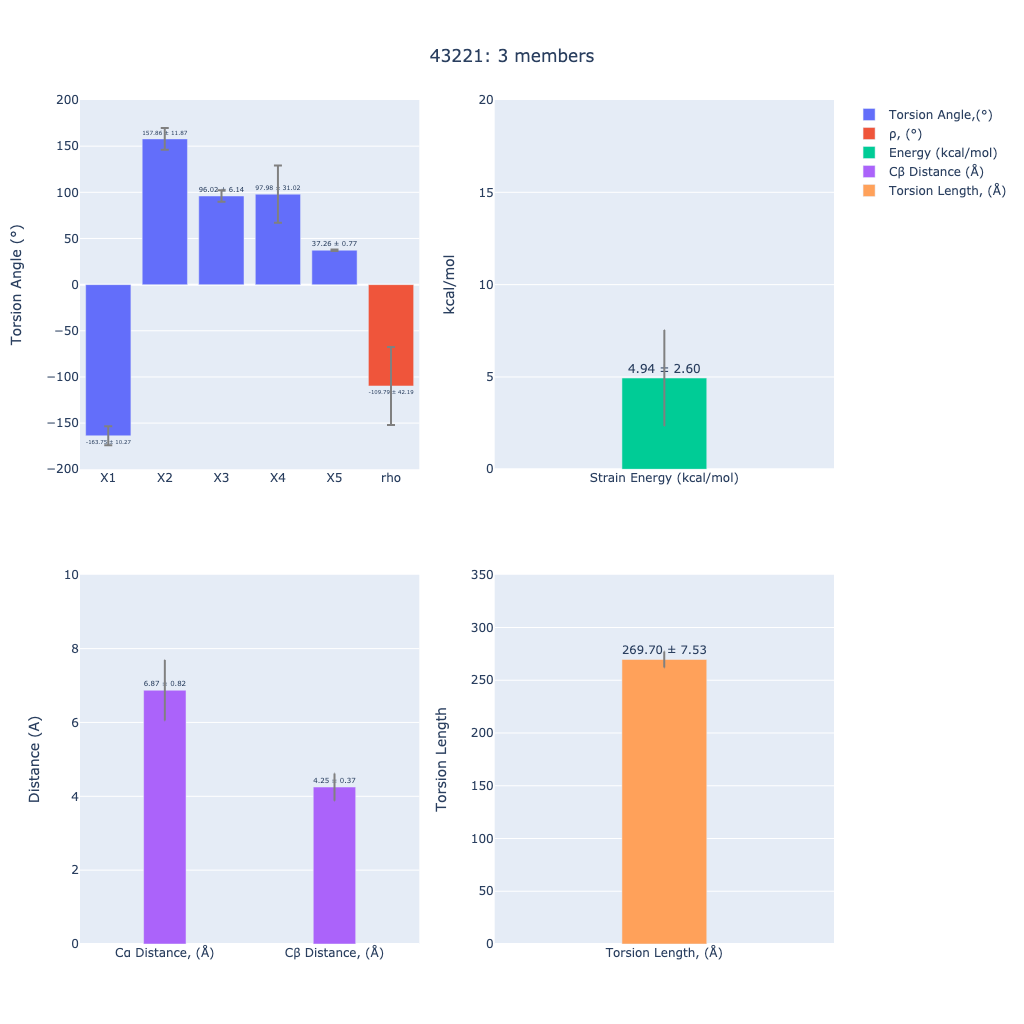 43221: 3 members
Torsion Angle (°)
200
150
100
50
0
−50
−100
−150
−200
157.86 ± 11.87
96.02 ± 6.14
97.98 ± 31.02
37.26 ± 0.77
-163.75 ± 10.27
-109.79 ± 42.19
X1 X2 X3 X4 X5 rho
kcal/mol
20
15
10
5
0
4.94 ± 2.60
Strain Energy (kcal/mol)
Torsion Angle,(°)
ρ, (°)
Energy (kcal/mol)
Cβ Distance (Å)
Torsion Length, (Å)
Distance (A)
10
8
6
4
2
0
6.87 ± 0.82
4.25 ± 0.37
Cα Distance, (Å) Cβ Distance, (Å)
Torsion Length
350
300
250
200
150
100
50
0
269.70 ± 7.53
Torsion Length, (Å)